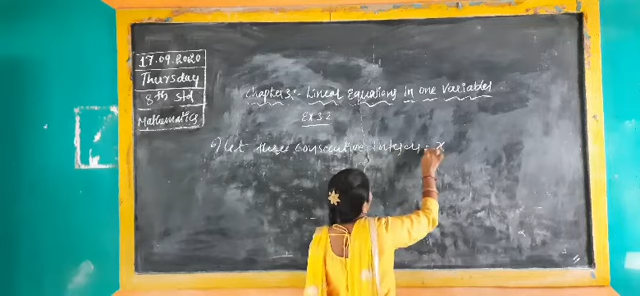 17.09.2020
Thursday
8th std
Mathematics
Chapter 3:- Linear Equations in one Variables
Ex 3.2
Let three consecutive integers = x